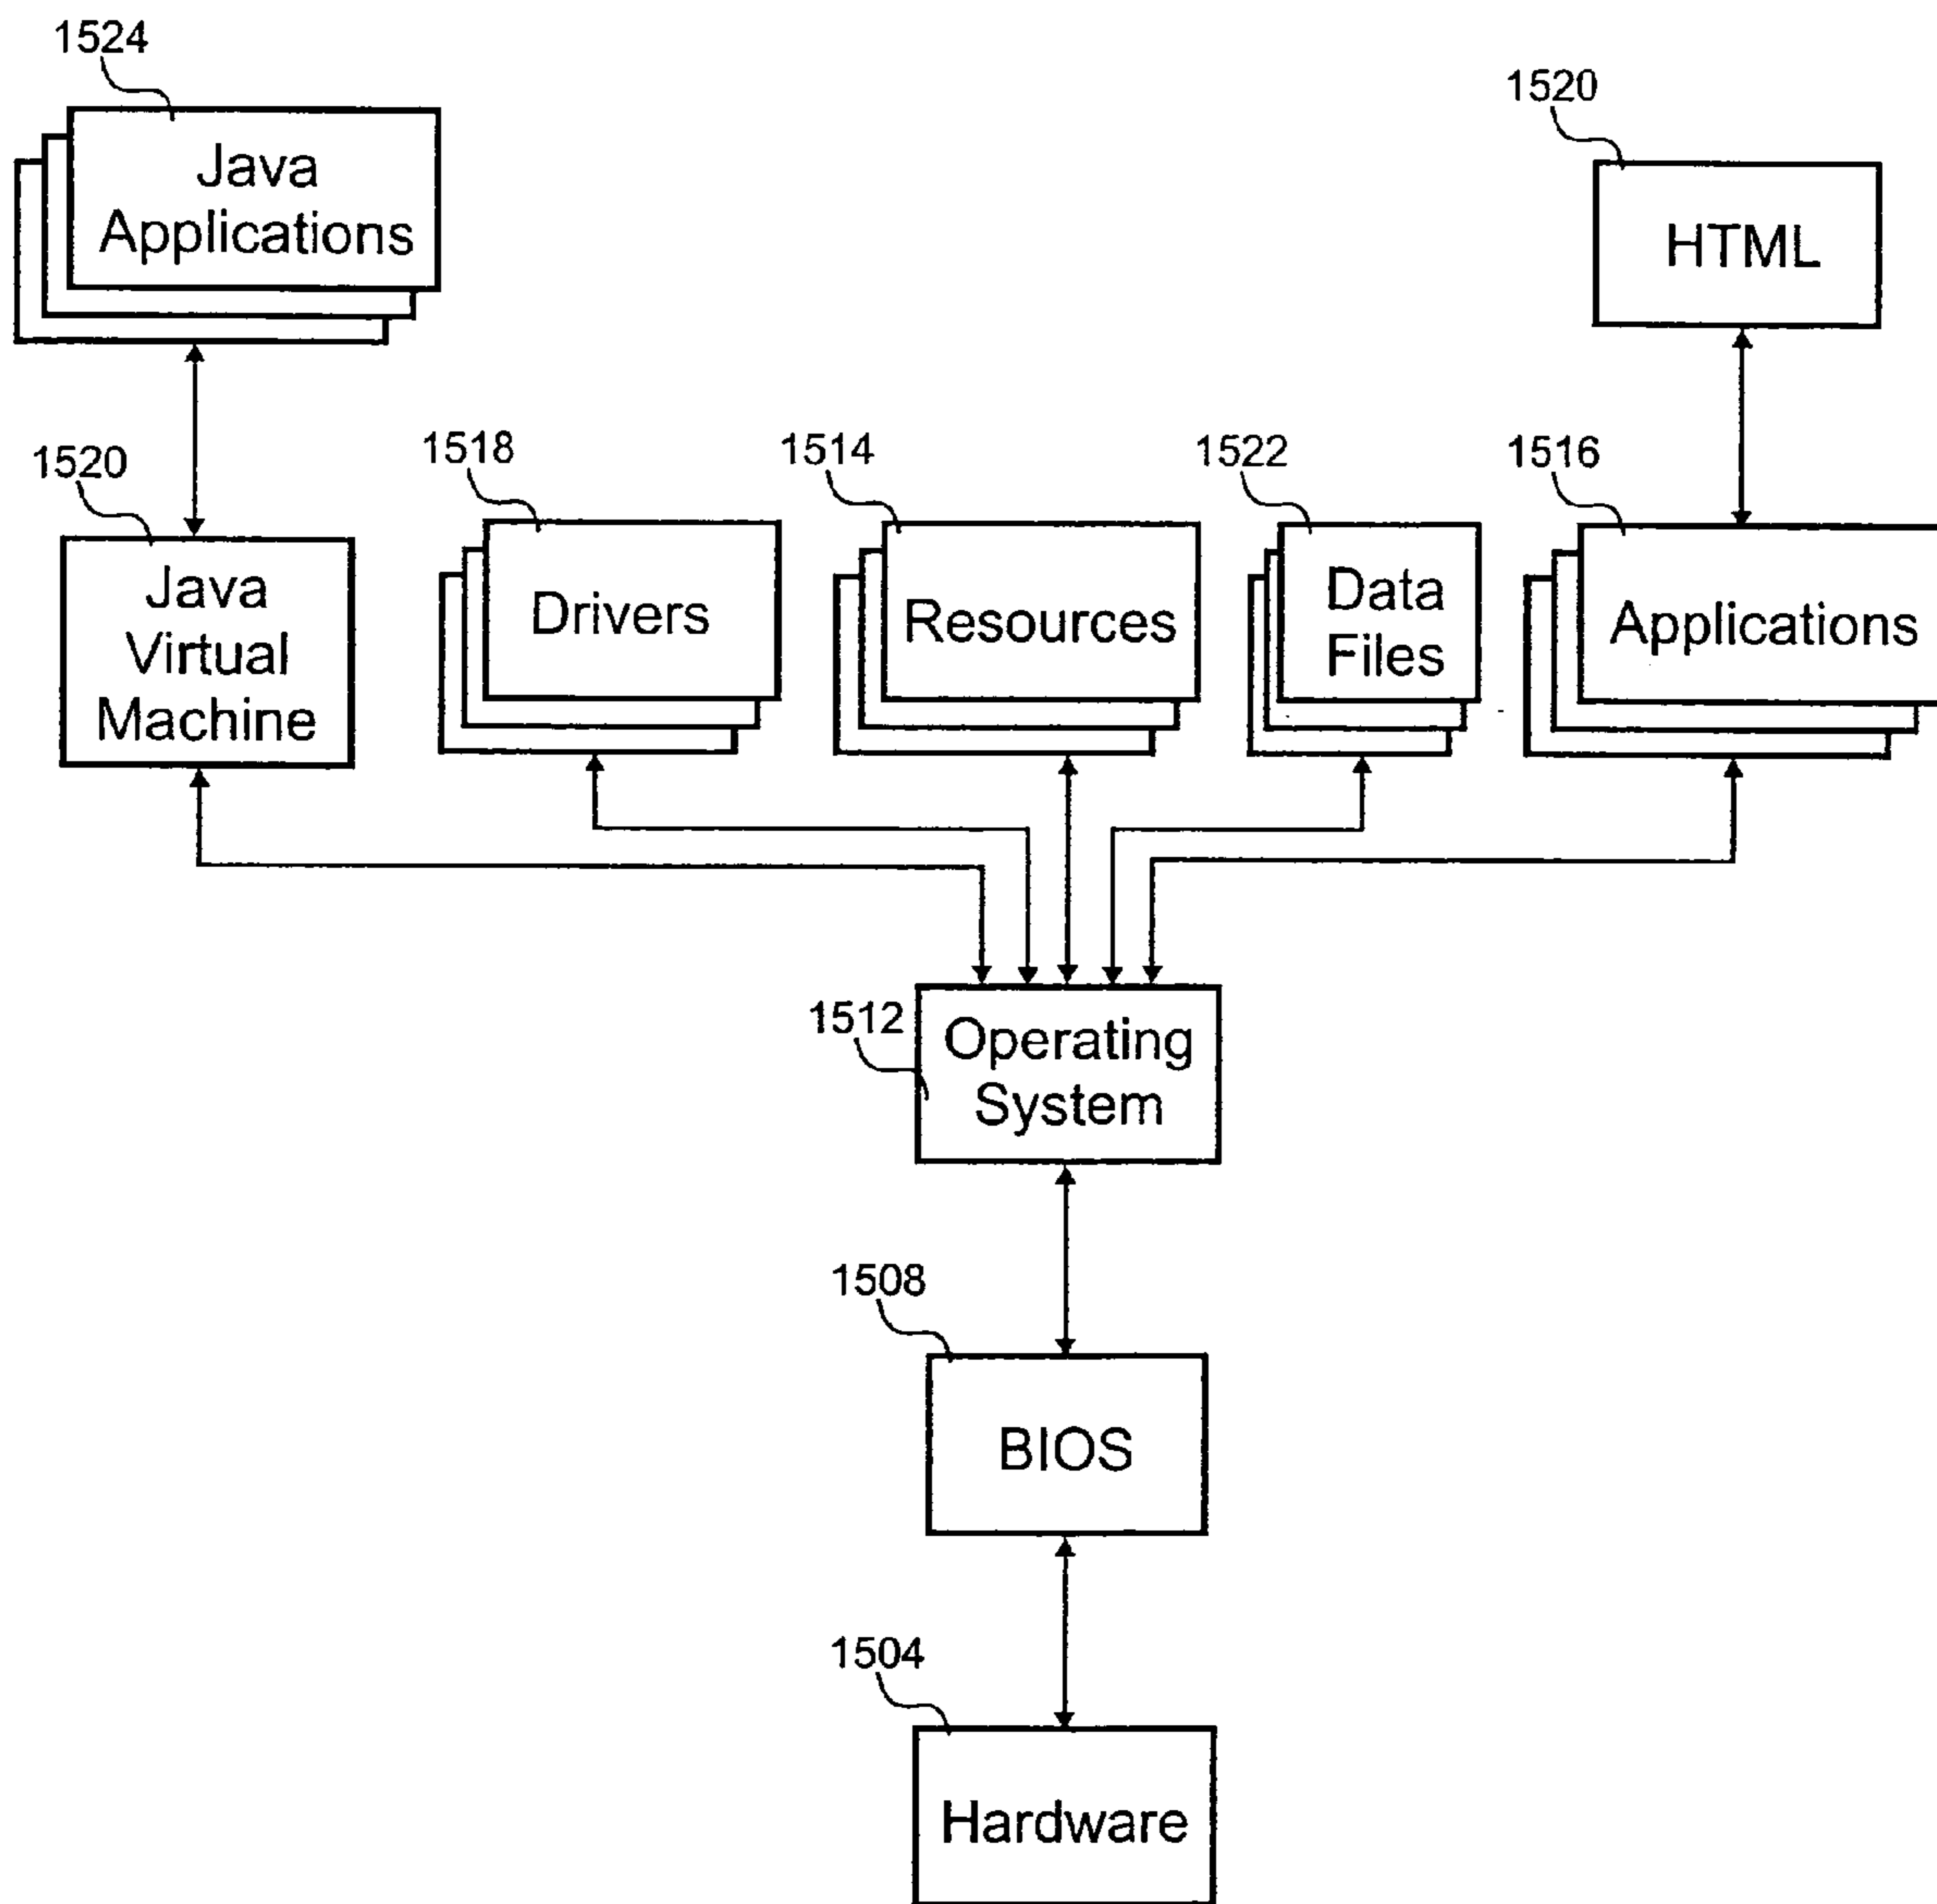 1524
Java
Applications
1520
HTML
1520
Java
Virtual
Machine
1518
Drivers
1514
Resources
1522
Data
Files
1516
Applications
1512
Operating
System
1508
BIOS
1504
Hardware